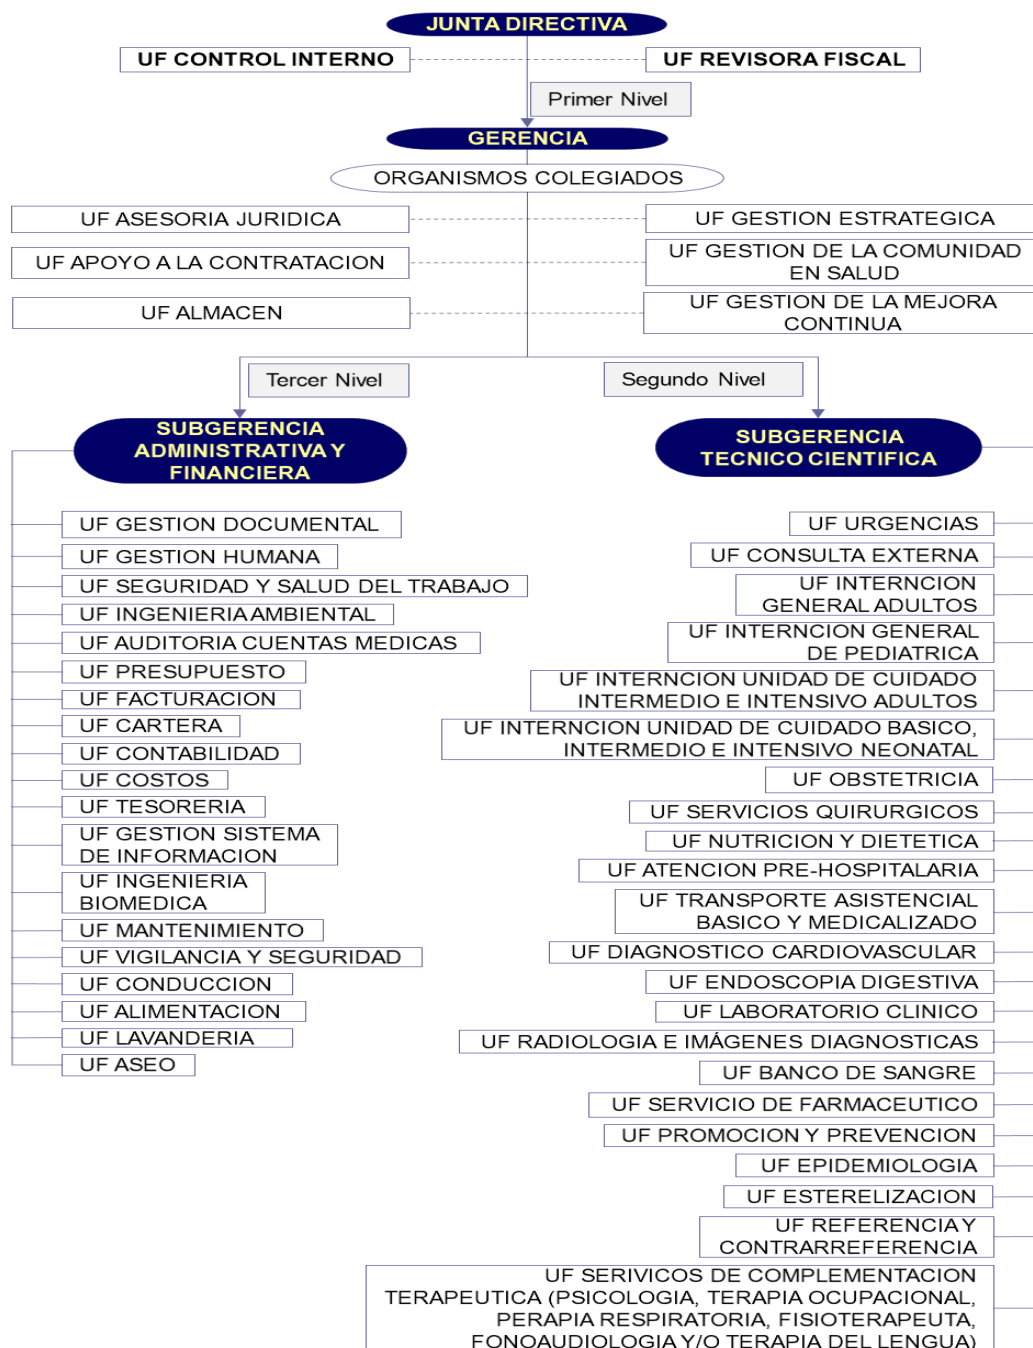 JUNTA DIRECTIVA
UF CONTROL INTERNO
UF REVISORA FISCAL
Primer Nivel
GERENCIA
ORGANISMOS COLEGIADOS
UF ASESORIA JURIDICA
UF GESTION ESTRATEGICA
UF APOYO A LA CONTRATACION
UF GESTION DE LA COMUNIDAD
EN SALUD
UF ALMACEN
UF GESTION DE LA MEJORA
CONTINUA
Tercer Nivel
Segundo Nivel
SUBGERENCIA
ADMINISTRATIVA Y
FINANCIERA
UF GESTION DOCUMENTAL
UF GESTION HUMANA
UF SEGURIDAD Y SALUD DEL TRABAJO
UF INGENIERIA AMBIENTAL
UF AUDITORIA CUENTAS MEDICAS
UF PRESUPUESTO
UF FACTURACION
UF CARTERA
UF CONTABILIDAD
UF COSTOS
UF TESORERIA
UF GESTION SISTEMA
DE INFORMACION
UF INGENIERIA
BIOMEDICA
UF MANTENIMIENTO
UF VIGILANCIA Y SEGURIDAD
UF CONDUCCION
UF ALIMENTACION
UF LAVANDERIA
UF ASEO
SUBGERENCIA
TECNICO CIENTIFICA
UF URGENCIAS
UF CONSULTA EXTERNA
UF INTERNCION
GENERAL ADULTOS
UF INTERNCION GENERAL
DE PEDIATRICA
UF INTERNCION UNIDAD DE CUIDADO
INTERMEDIO E INTENSIVO ADULTOS
UF INTERNCION UNIDAD DE CUIDADO BASICO,
INTERMEDIO E INTENSIVO NEONATAL
UF OBSTETRICIA
UF SERVICIOS QUIRURGICOS
UF NUTRICION Y DIETETICA
UF ATENCION PRE-HOSPITALARIA
UF TRANSPORTE ASISTENCIAL
BASICO Y MEDICALIZADO
UF DIAGNOSTICO CARDIOVASCULAR
UF ENDOSCOPIA DIGESTIVA
UF LABORATORIO CLINICO
UF RADIOLOGIA E IMÁGENES DIAGNOSTICAS
UF BANCO DE SANGRE
UF SERVICIO DE FARMACEUTICO
UF PROMOCION Y PREVENCION
UF EPIDEMIOLOGIA
UF ESTERELIZACION
UF REFERENCIA Y
CONTRARREFERENCIA
UF SERIVICOS DE COMPLEMENTACION
TERAPEUTICA (PSICOLOGIA, TERAPIA OCUPACIONAL,
PERAPIA RESPIRATORIA, FISIOTERAPEUTA,
FONOAUDIOLOGIA Y/O TERAPIA DEL LENGUA)